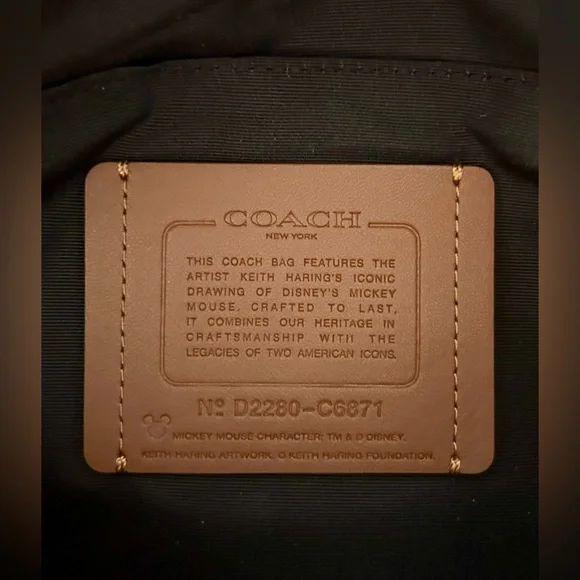 COACH
NEW YORK
THIS COACH BAG FEATURES THE
ARTIST KEITH HARING'S ICONIC
DRAWING OF DISNEY'S MICKEY
MOUSE. CRAFTED TO LAST,
IT COMBINES OUR HERITAGE IN
CRAFTSMANSHIP WITH THE
LEGACIES OF TWO AMERICAN ICONS.
Nº D2280-C6871
MICKEY MOUSE CHARACTER: TM & © DISNEY.
KEITH HARING ARTWORK, © KEITH HARING FOUNDATION.